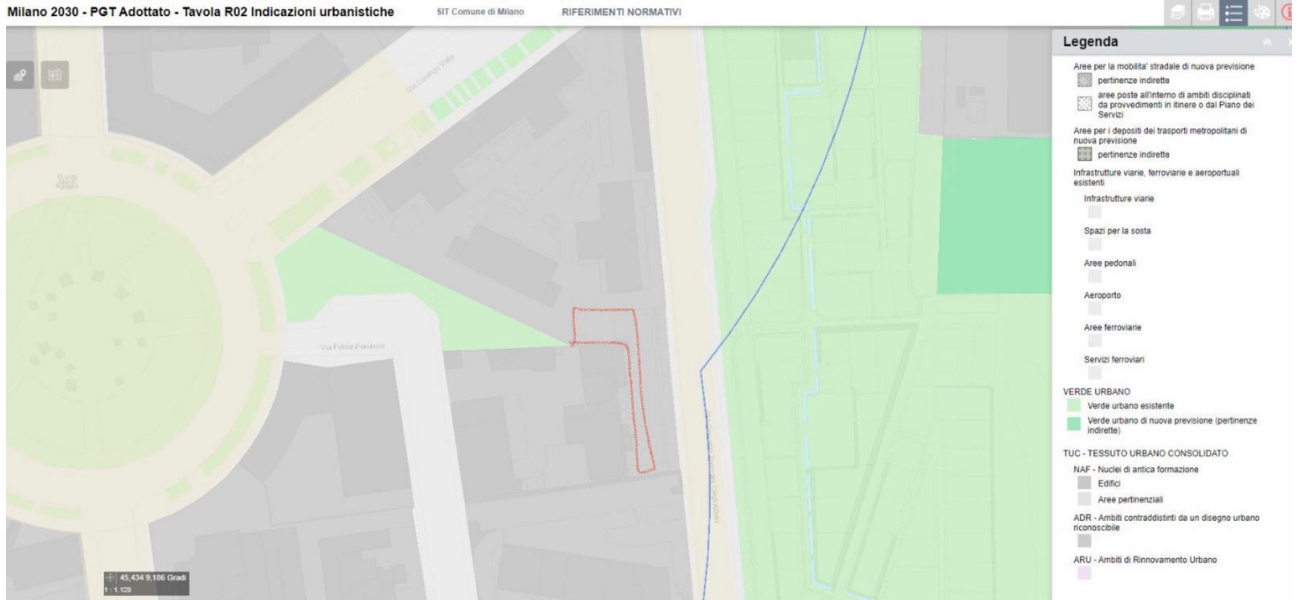 Milano 2030 - PGT Adottato - Tavola R02 Indicazioni urbanistiche
SIT Comune di Milano
RIFERIMENTI NORMATIVI
Legenda
Aree per la mobilita' stradale di nuova previsione
pertinenze indirette
aree poste all'interno di ambiti disciplinati
da provvedimenti in itinere o dal Piano dei
Servizi
Aree per i depositi dei trasporti metropolitani di
nuova previsione
pertinenze indirette
Infrastrutture viarie, ferroviarie e aeroportuali
esistenti
Infrastrutture viarie
Spazi per la sosta
Aree pedonali
Aeroporto
Aree ferroviarie
Servizi ferroviari
VERDE URBANO
Verde urbano esistente
Verde urbano di nuova previsione (pertinenze
indirette)
TUC - TESSUTO URBANO CONSOLIDATO
NAF - Nuclei di antica formazione
Edifici
Aree pertinenziali
ADR - Ambiti contraddistinti da un disegno urbano
riconoscibile
ARU - Ambiti di Rinnovamento Urbano
45,434 9,186 Gradi
1 : 1.128